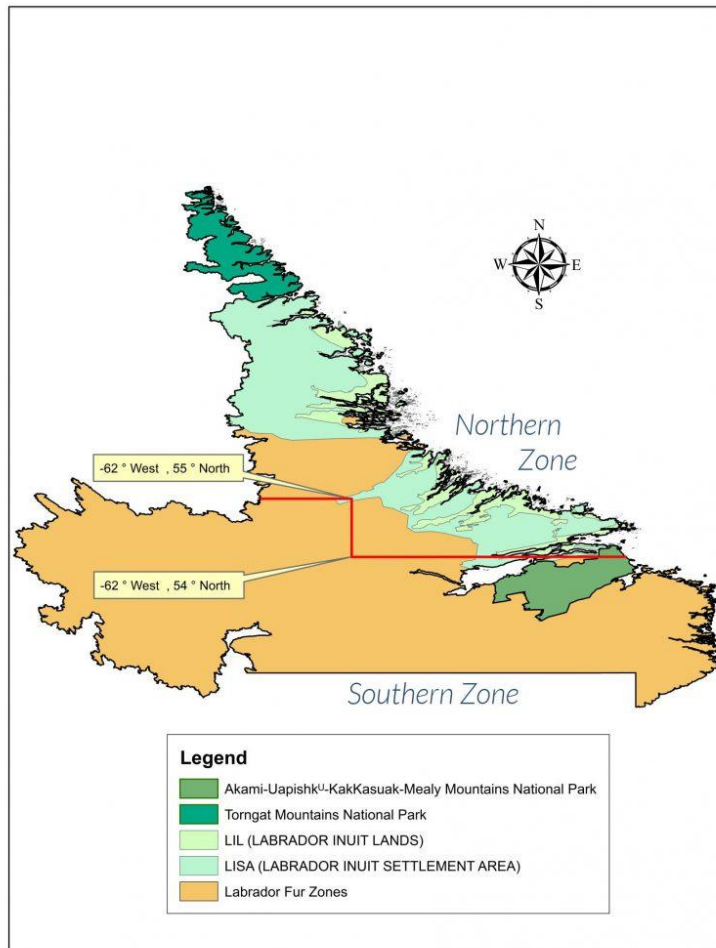 N
W E
S
Northern
Zone
-62 ° West , 55 ° North
-62 ° West , 54 ° North
Southern Zone
Legend
Akami-Uapishkᵁ-KakKasuak-Mealy Mountains National Park
Torngat Mountains National Park
LIL (LABRADOR INUIT LANDS)
LISA (LABRADOR INUIT SETTLEMENT AREA)
Labrador Fur Zones